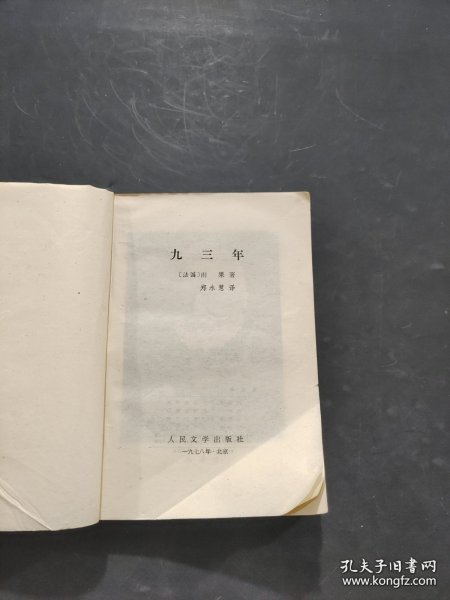 九三年
〔法国〕雨果著
郑永慧译
人民文学出版社
一九七八年·北京
孔夫子旧书网
www.kongfz.com